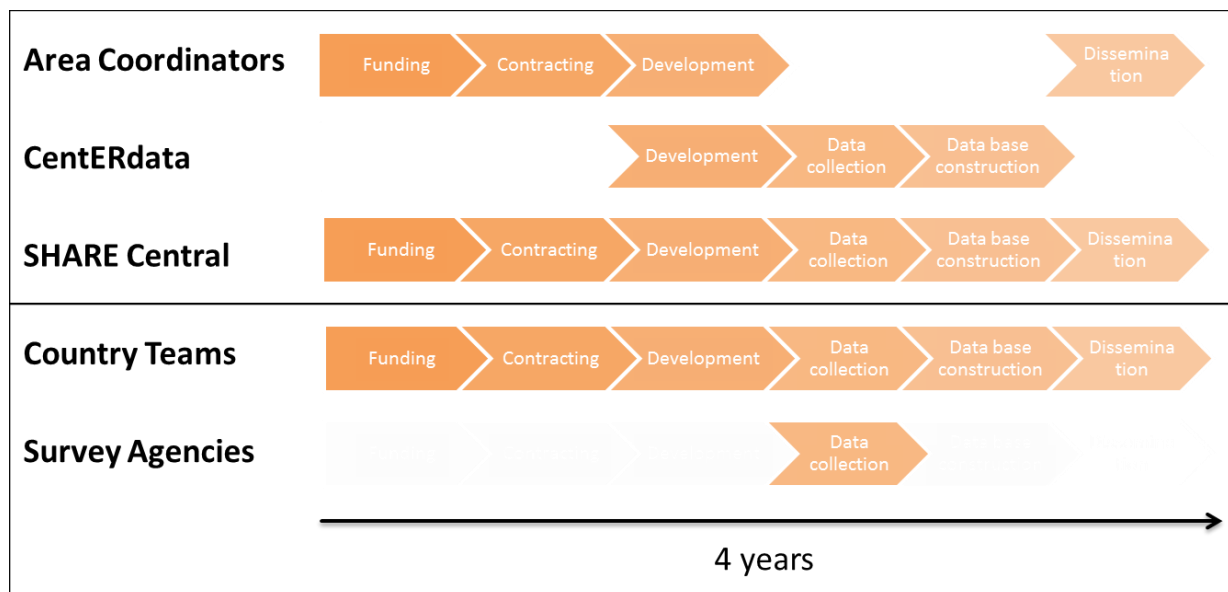 Area Coordinators
Funding
Contracting
Development
Dissemina
tion
CentERdata
Development
Data
collection
Data base
construction
SHARE Central
Funding
Contracting
Development
Data
collection
Data base
construction
Dissemina
tion
Country Teams
Funding
Contracting
Development
Data
collection
Data base
construction
Dissemina
tion
Survey Agencies
Data
collection
4 years